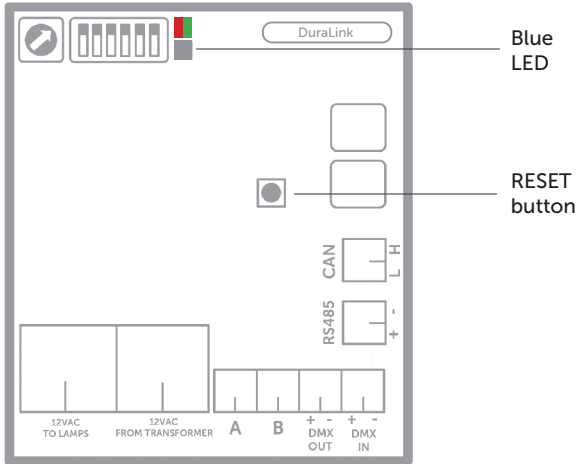 DuraLink
Blue
LED
RESET
button
CAN
H
L
RS485
-
+
12VAC
TO LAMPS
12VAC
FROM TRANSFORMER
A
B
+ -
DMX
OUT
+ -
DMX
IN